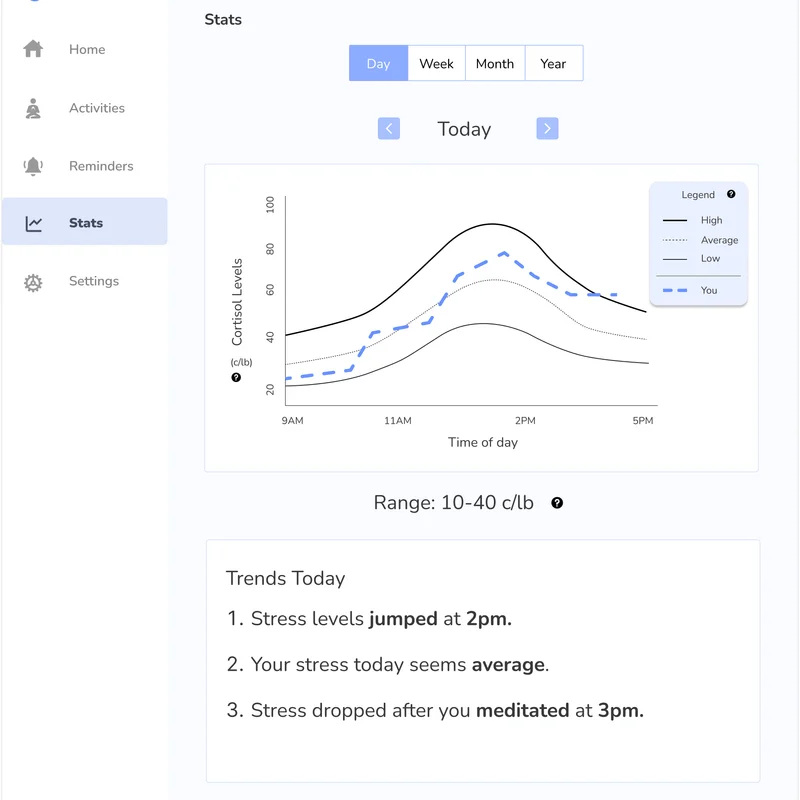 Stats
Home
Activities
Reminders
Stats
Settings
Day Week Month Year
Today
Cortisol Levels
(c/lb)
100
80
60
40
20
9AM 11AM 2PM 5PM
Time of day
Legend
High
Average
Low
You
Range: 10-40 c/lb
Trends Today
1. Stress levels jumped at 2pm.
2. Your stress today seems average.
3. Stress dropped after you meditated at 3pm.